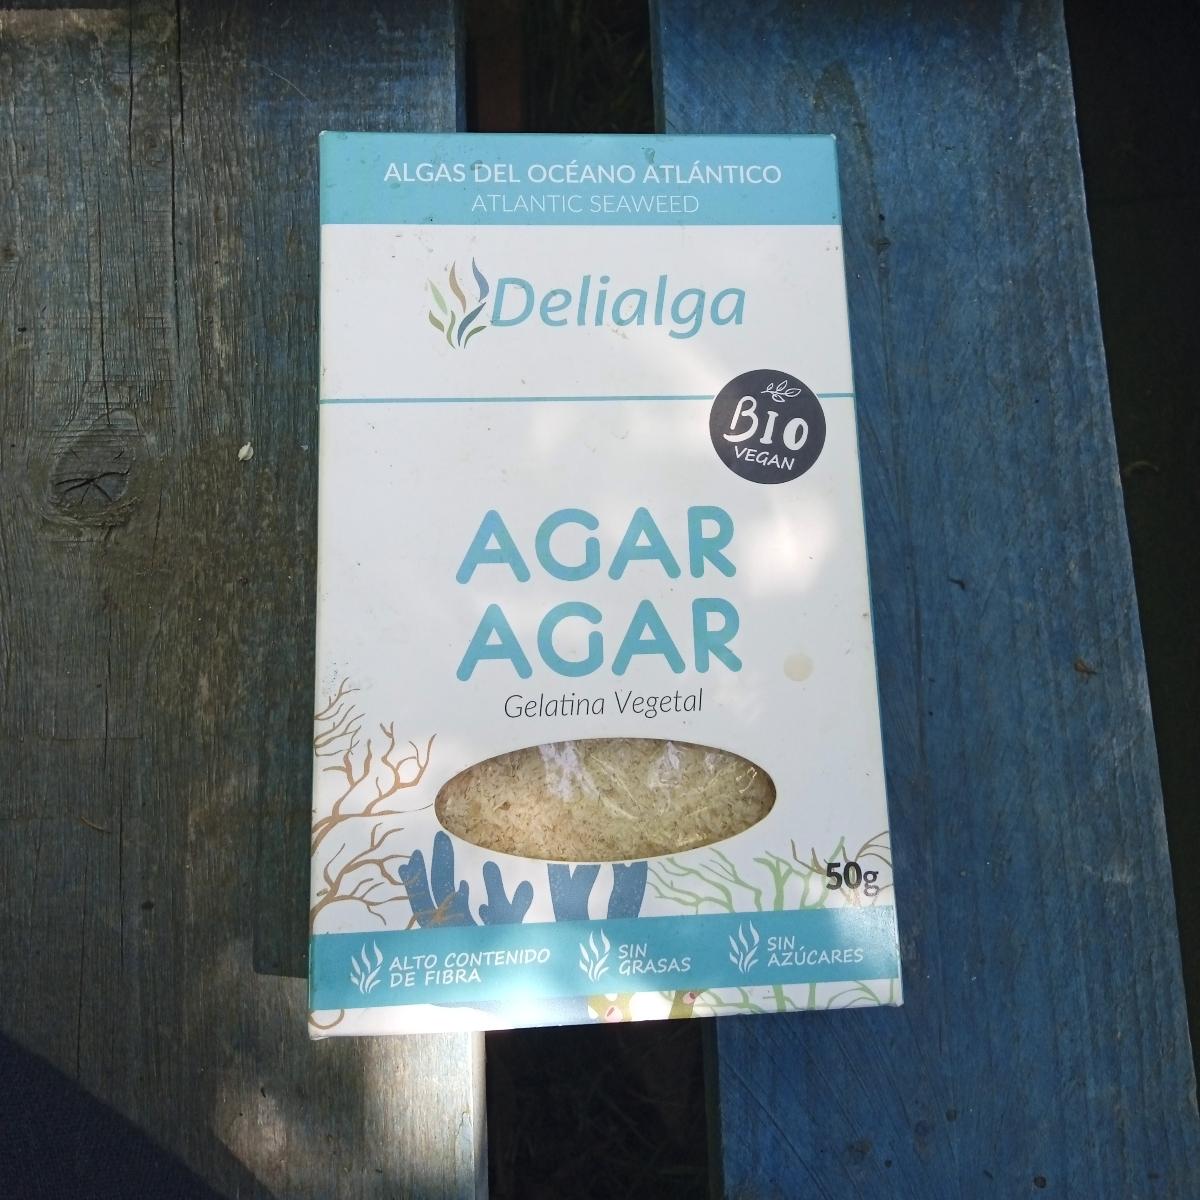 ALGAS DEL OCÉANO ATLÁNTICO
ATLANTIC SEAWEED
Delialga
BIO
VEGAN
AGAR
AGAR
Gelatina Vegetal
50g
ALTO CONTENIDO
DE FIBRA
SIN
GRASAS
SIN
AZÚCARES